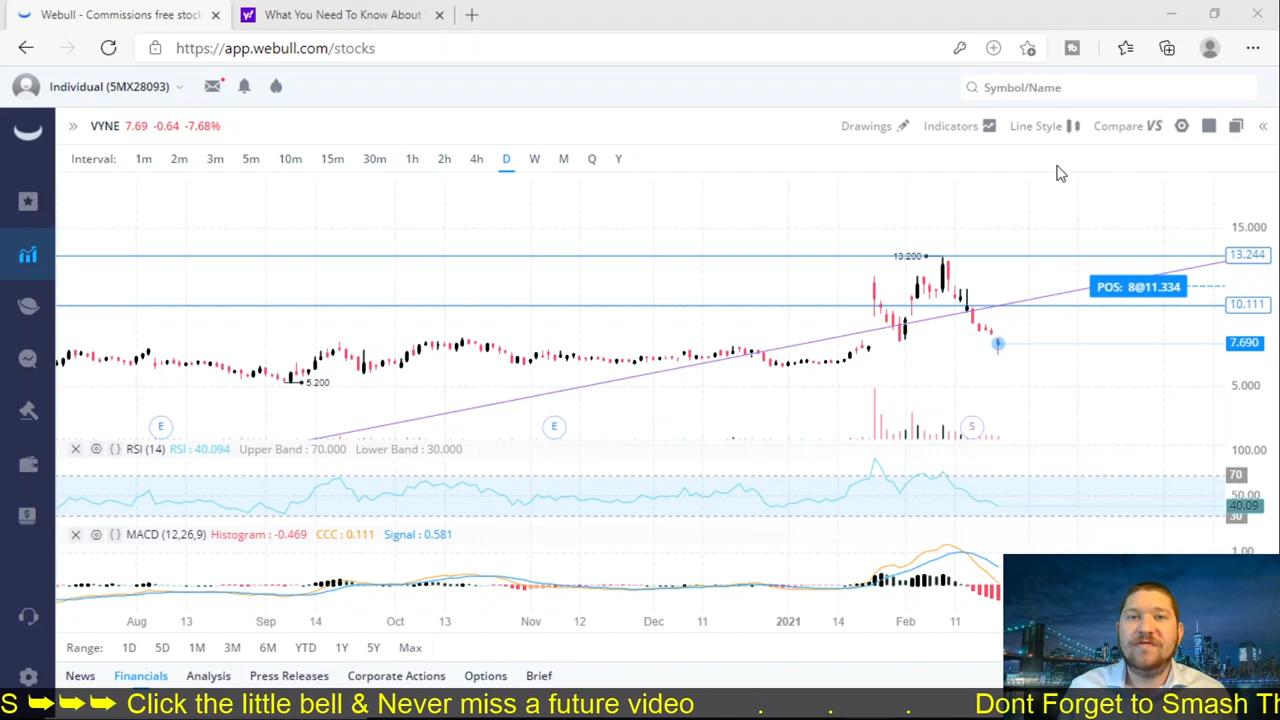 Webull - Commissions free stock
What You Need To Know About
https://app.webull.com/stocks
Individual (5MX28093)
Symbol/Name
VYNE 7.69 -0.64 -7.68%
Drawings Indicators Line Style Compare VS
Interval: 1m 2m 3m 5m 10m 15m 30m 1h 2h 4h D W M Q Y
15.000
13.200
13.244
POS: 8@11.334
10.111
7.690
5.200
5.000
E E S
RSI (14) RSI : 40.094 Upper Band : 70.000 Lower Band : 30.000
100.00
70
50.00
40.09
30
MACD (12,26,9) Histogram : -0.469 CCC : 0.111 Signal : 0.581
1.00
Aug 13 Sep 14 Oct 13 Nov 12 Dec 11 2021 14 Feb 11
Range: 1D 5D 1M 3M 6M YTD 1Y 5Y Max
News Financials Analysis Press Releases Corporate Actions Options Brief
S Click the little bell & Never miss a future video . . . Dont Forget to Smash Th